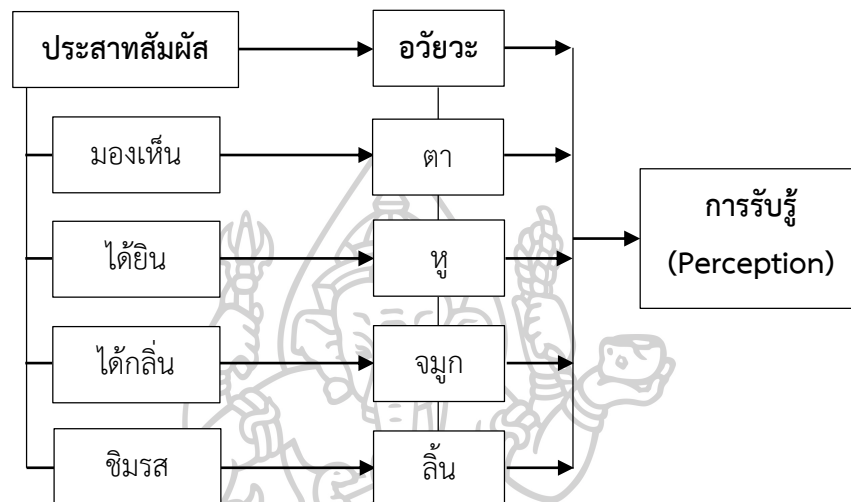 ประสาทสัมผัส
อวัยวะ
มองเห็น
ตา
ได้ยิน
หู
ได้กลิ่น
จมูก
ชิมรส
ลิ้น
การรับรู้
(Perception)